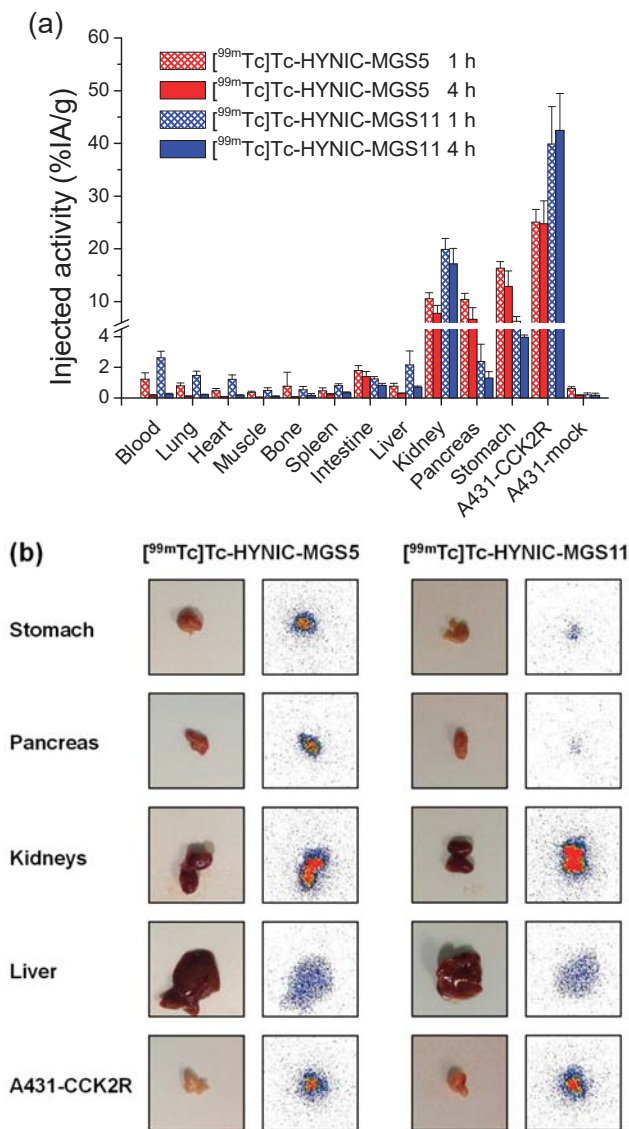 (a)
60
50
40
30
20
10
4
2
0
Injected activity (%IA/g)
[⁹⁹ᵐTc]Tc-HYNIC-MGS5 1 h
[⁹⁹ᵐTc]Tc-HYNIC-MGS5 4 h
[⁹⁹ᵐTc]Tc-HYNIC-MGS11 1 h
[⁹⁹ᵐTc]Tc-HYNIC-MGS11 4 h
Blood
Lung
Heart
Muscle
Bone
Spleen
Intestine
Liver
Kidney
Pancreas
Stomach
A431-CCK2R
A431-mock
(b)
[⁹⁹ᵐTc]Tc-HYNIC-MGS5 [⁹⁹ᵐTc]Tc-HYNIC-MGS11
Stomach
Pancreas
Kidneys
Liver
A431-CCK2R